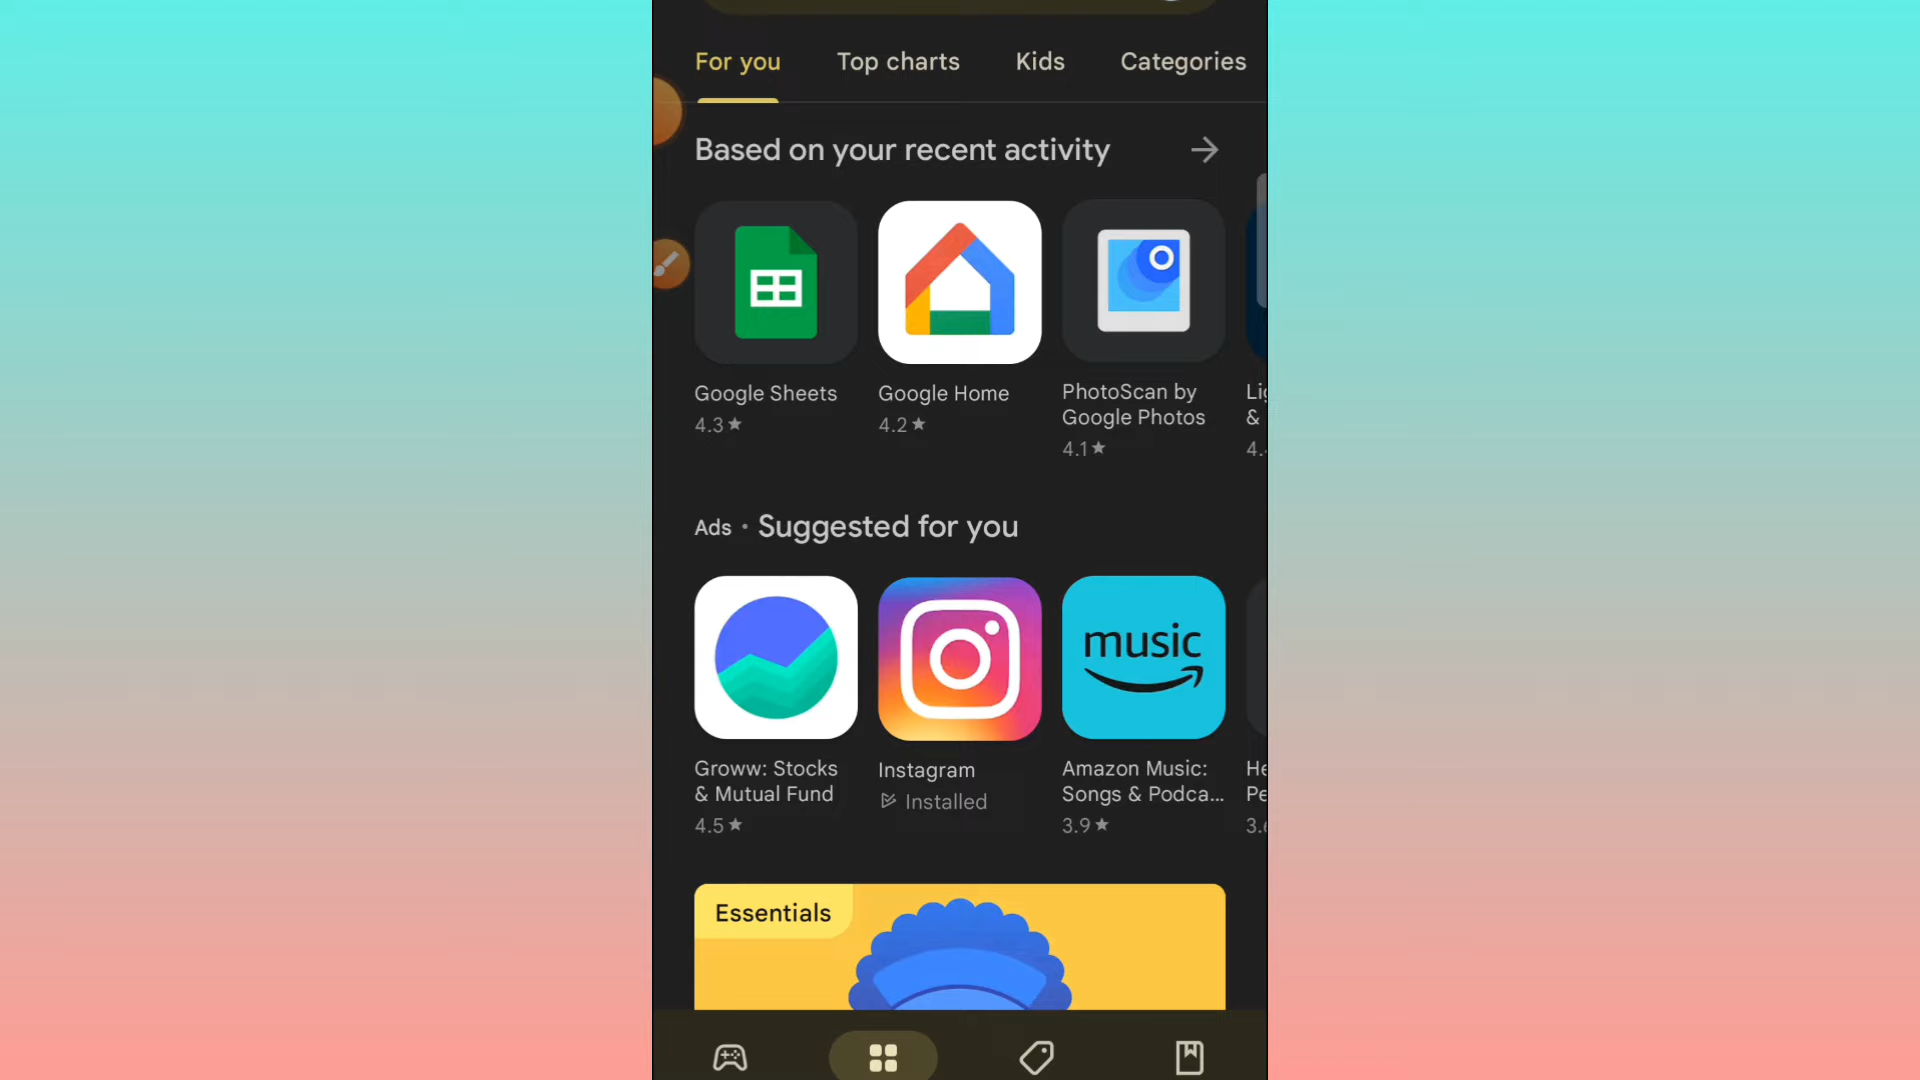 For you Top charts Kids Categories
Based on your recent activity
Google Sheets
4.3★
Google Home
4.2★
PhotoScan by
Google Photos
4.1★
&
Ads • Suggested for you
music
Groww: Stocks
& Mutual Fund
4.5★
Instagram
Installed
Amazon Music:
Songs & Podca...
3.9★
Essentials